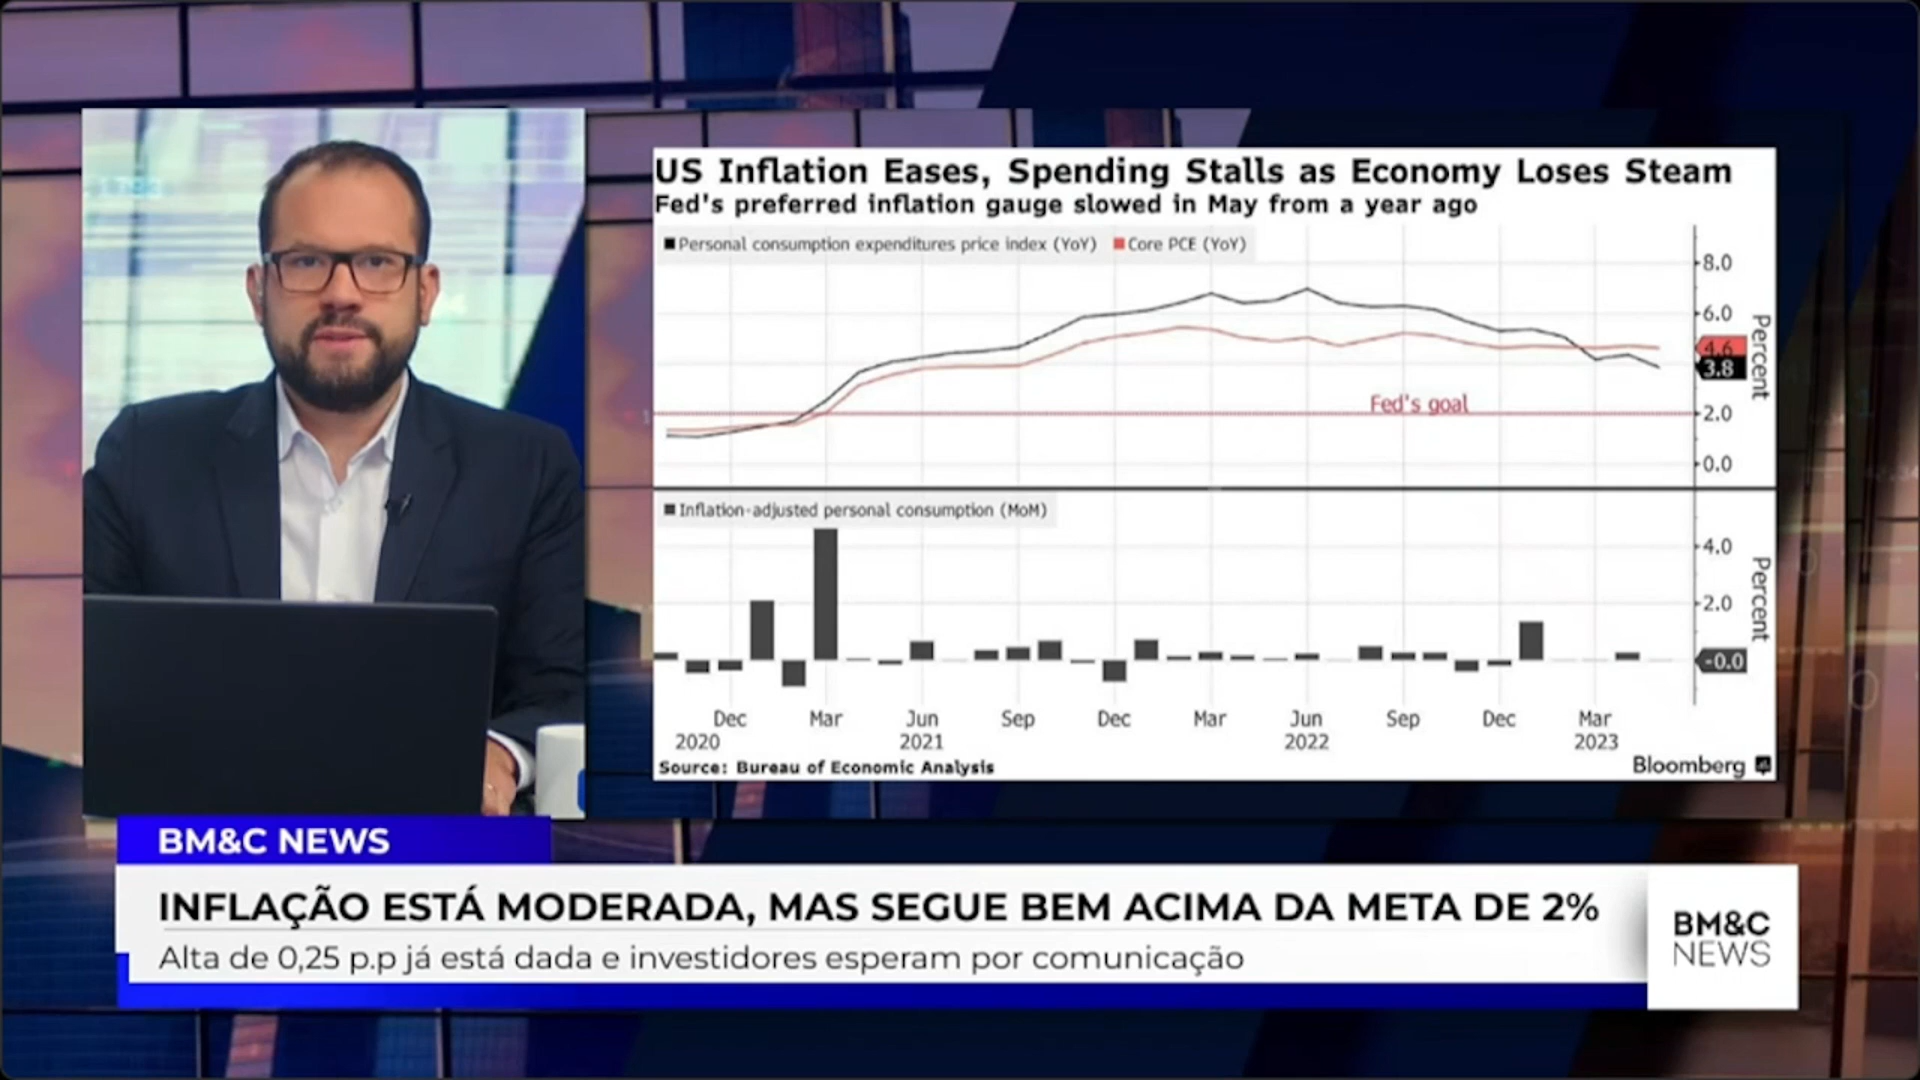 US Inflation Eases, Spending Stalls as Economy Loses Steam
Fed's preferred inflation gauge slowed in May from a year ago
Personal consumption expenditures price index (YoY) Core PCE (YoY)
8.0
6.0
4.6
3.8
2.0
0.0
Percent
Fed's goal
Inflation-adjusted personal consumption (MoM)
4.0
2.0
-0.0
Percent
Dec Mar Jun Sep Dec Mar Jun Sep Dec Mar
2020 2021 2022 2023
Source: Bureau of Economic Analysis
Bloomberg
BM&C NEWS
INFLAÇÃO ESTÁ MODERADA, MAS SEGUE BEM ACIMA DA META DE 2%
Alta de 0,25 p.p já está dada e investidores esperam por comunicação
BM&C
NEWS